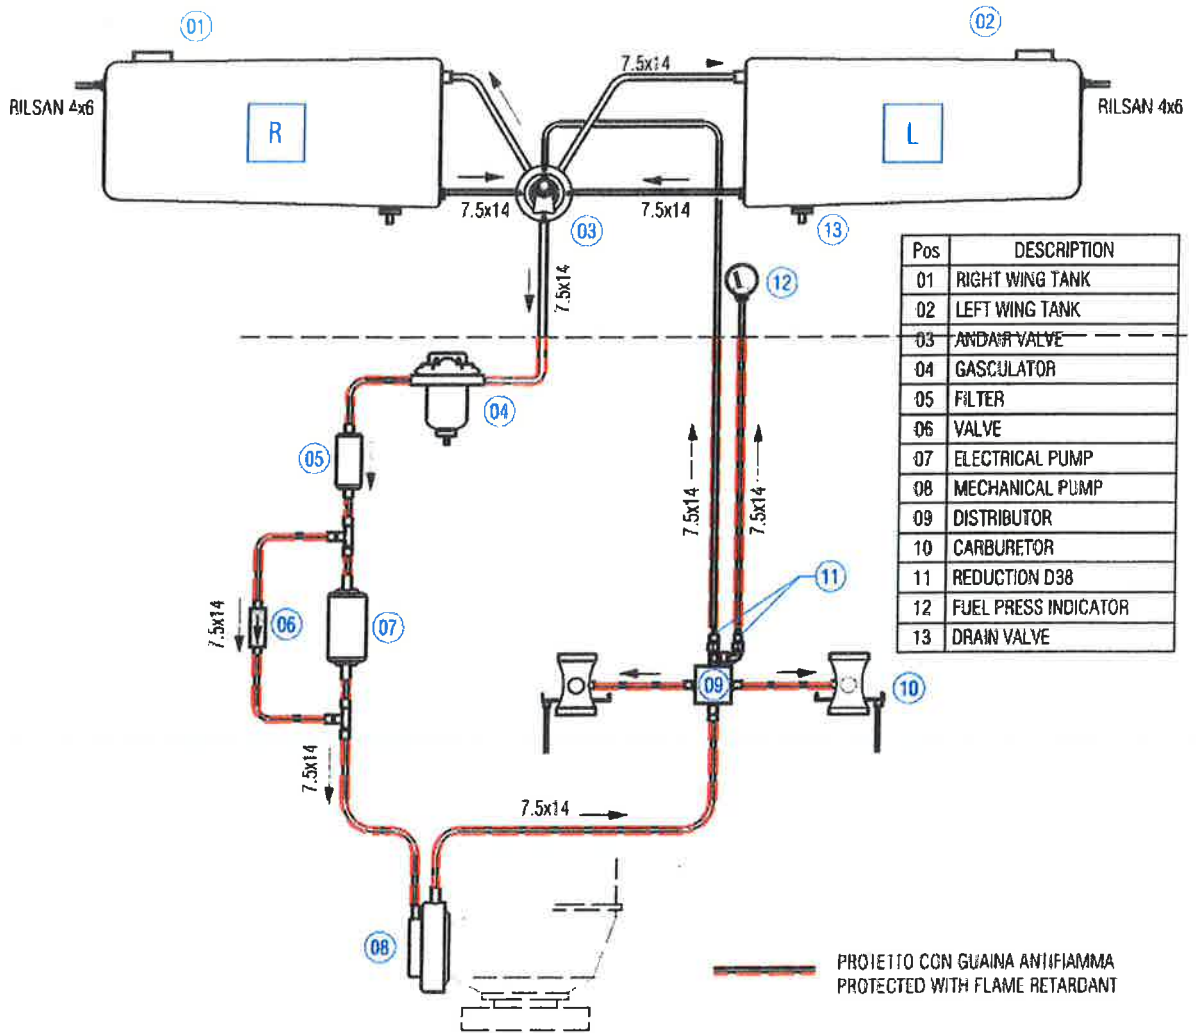 01
02
7.5x14
RILSAN 4x6
R
L
RILSAN 4x6
7.5x14
7.5x14
03
13
12
7.5x14
Pos DESCRIPTION
01 RIGHT WING TANK
02 LEFT WING TANK
03 ANDAIR VALVE
04 GASCULATOR
05 FILTER
06 VALVE
07 ELECTRICAL PUMP
08 MECHANICAL PUMP
09 DISTRIBUTOR
10 CARBURETOR
11 REDUCTION D38
12 FUEL PRESS INDICATOR
13 DRAIN VALVE
04
05
7.5x14
7.5x14
11
7.5x14
06
07
09
10
7.5x14
7.5x14
08
PROTETTO CON GUAINA ANTIFIAMMA
PROTECTED WITH FLAME RETARDANT